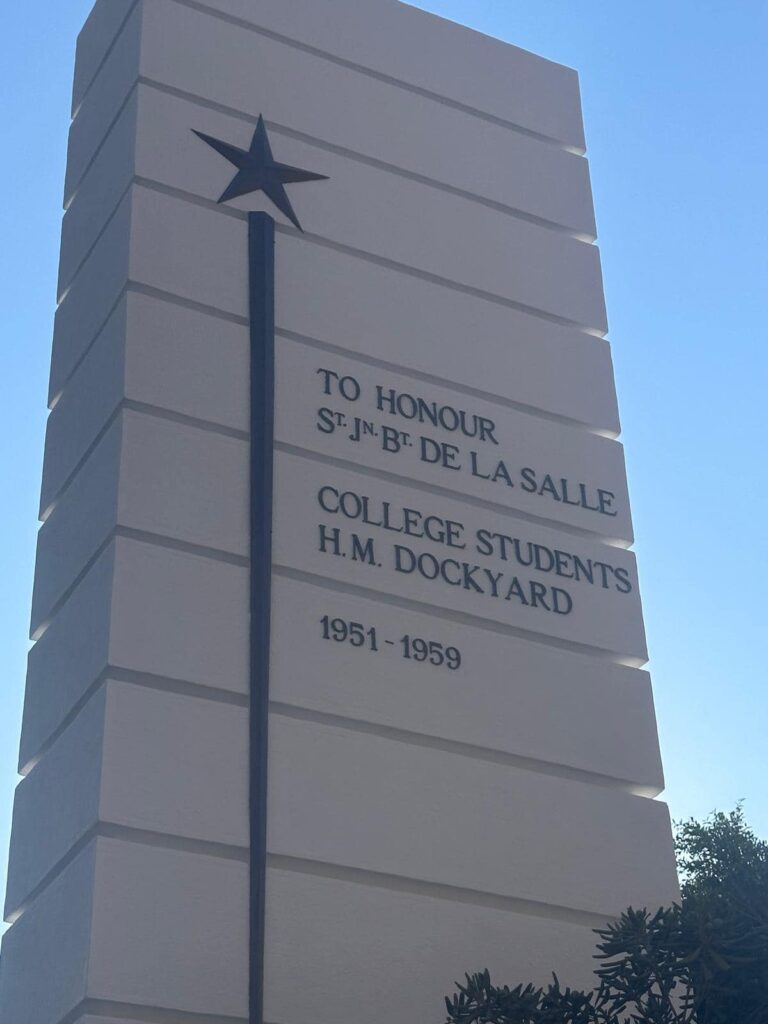 TO HONOUR
ST. JN. BT. DE LA SALLE
COLLEGE STUDENTS
H.M. DOCKYARD
1951 - 1959